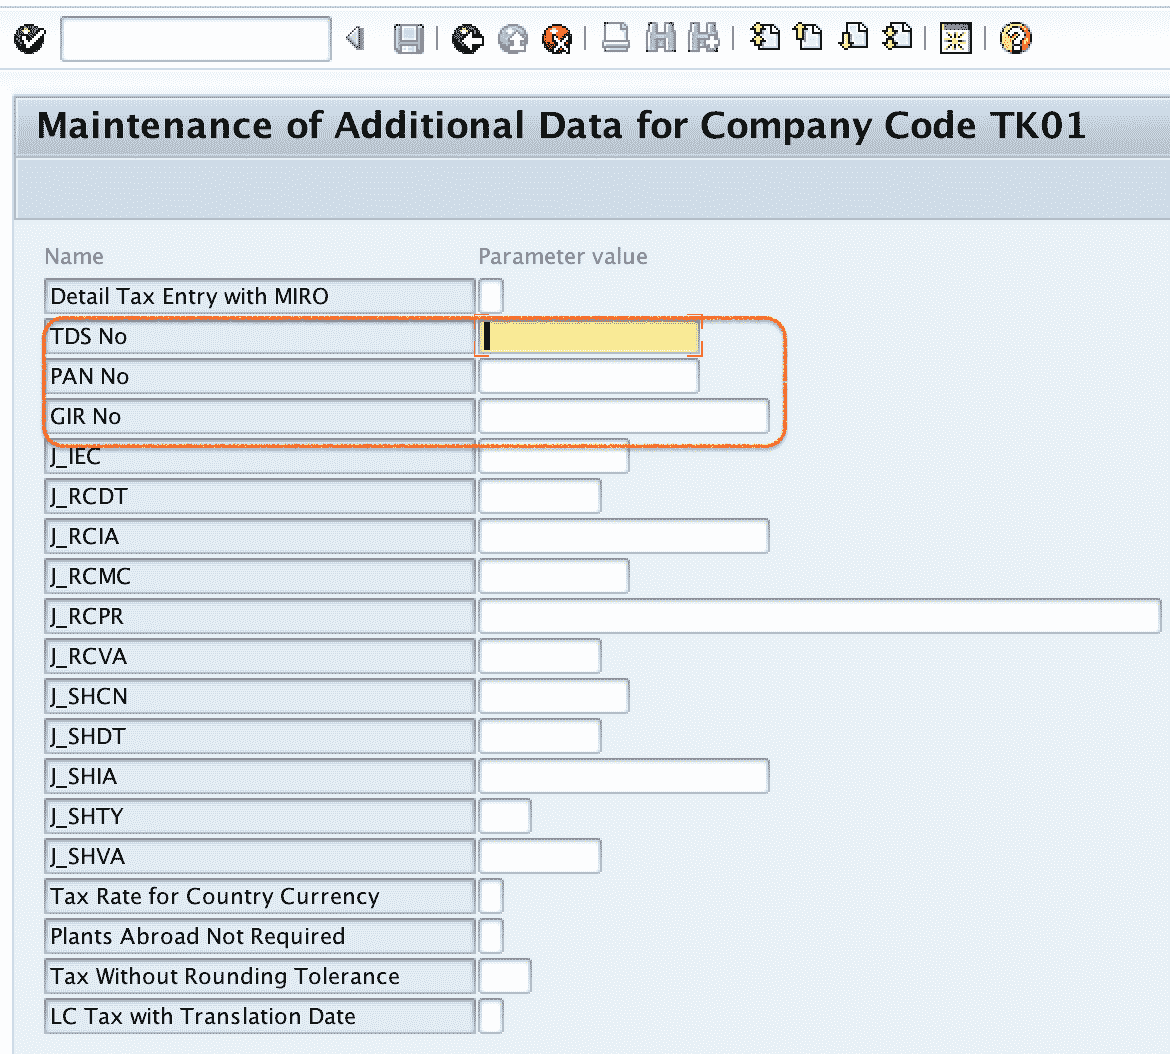 Maintenance of Additional Data for Company Code TK01
Name Parameter value
Detail Tax Entry with MIRO
TDS No
PAN No
GIR No
J_IEC
J_RCDT
J_RCIA
J_RCMC
J_RCPR
J_RCVA
J_SHCN
J_SHDT
J_SHIA
J_SHTY
J_SHVA
Tax Rate for Country Currency
Plants Abroad Not Required
Tax Without Rounding Tolerance
LC Tax with Translation Date